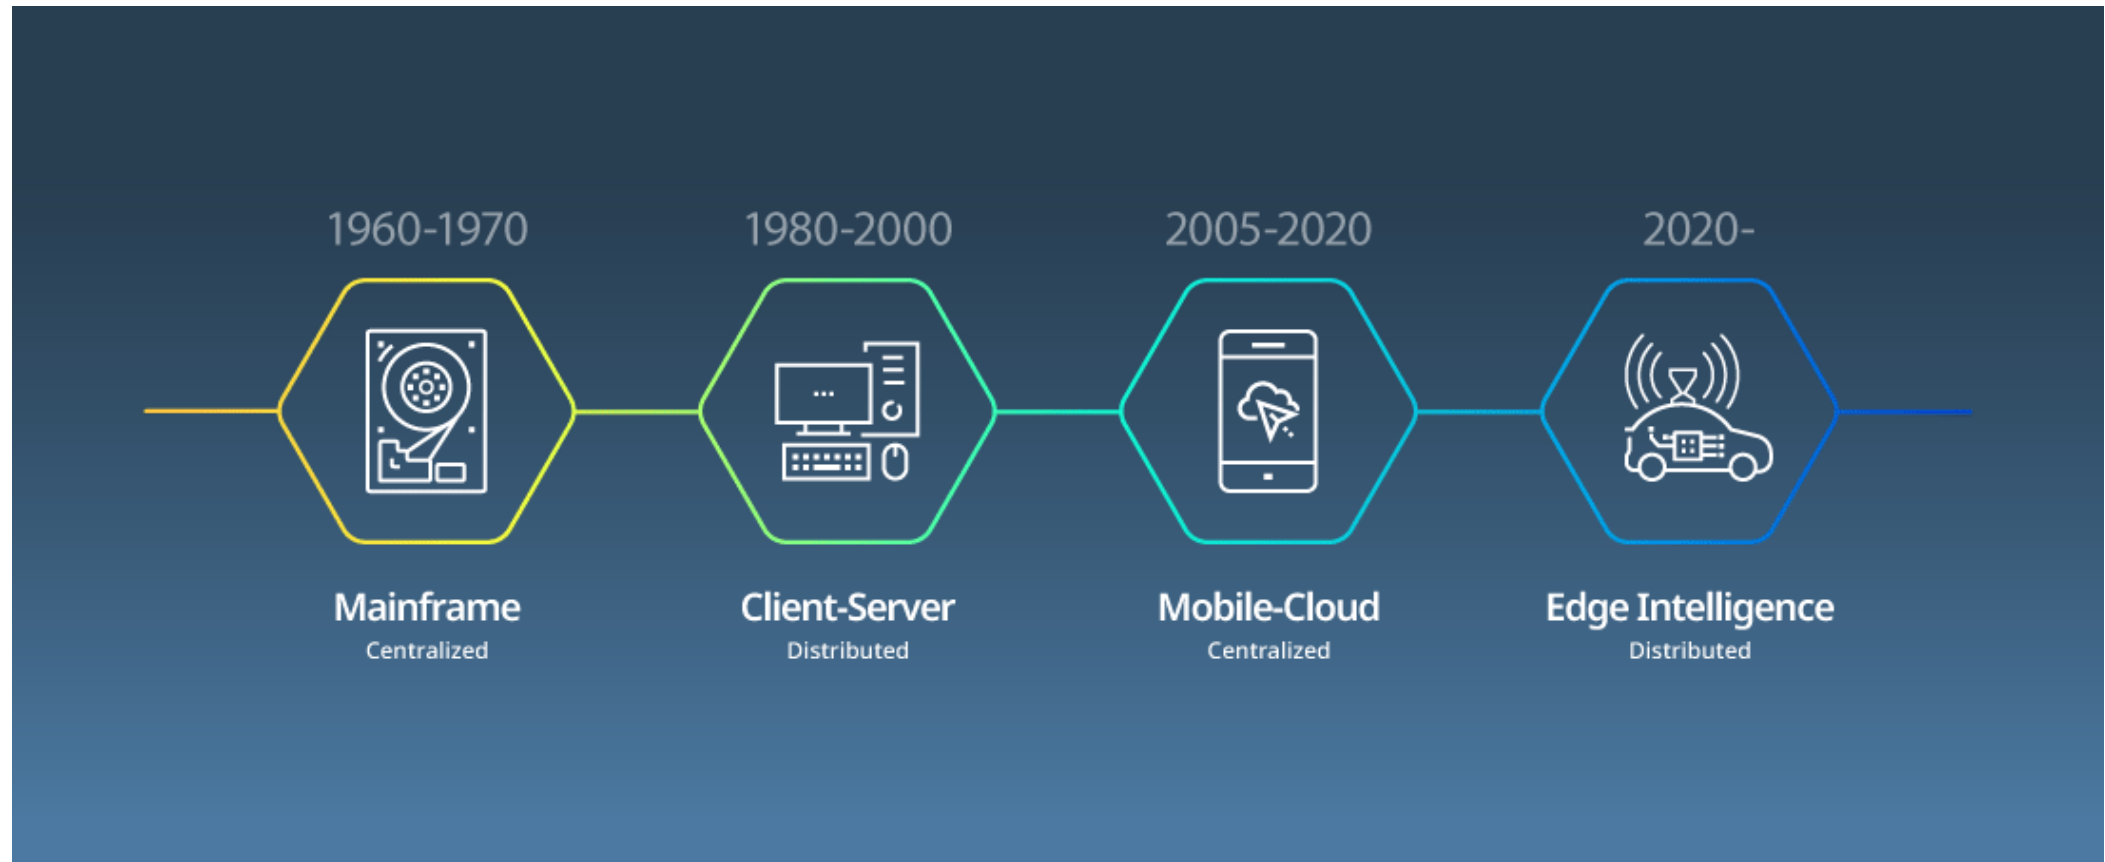 1960-1970
1980-2000
2005-2020
2020-
Mainframe
Client-Server
Mobile-Cloud
Edge Intelligence
Centralized
Distributed
Centralized
Distributed